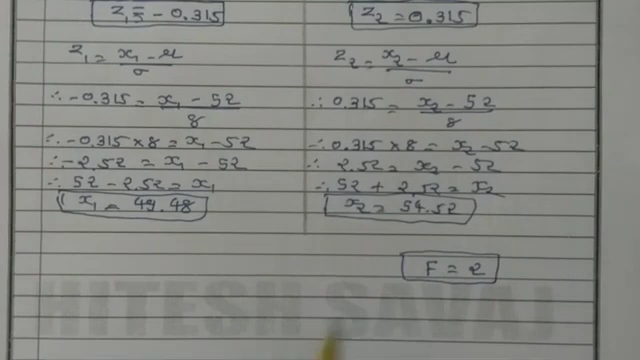 Z₁ = -0.315
Z₂ = 0.315
Z₁ = x₁ - μ / σ
Z₂ = x₂ - μ / σ
∴ -0.315 = x₁ - 52 / 8
∴ 0.315 = x₂ - 52 / 8
∴ -0.315 × 8 = x₁ - 52
∴ 0.315 × 8 = x₂ - 52
∴ -2.52 = x₁ - 52
∴ 2.52 = x₂ - 52
∴ 52 - 2.52 = x₁
∴ 52 + 2.52 = x₂
x₁ = 49.48
x₂ = 54.52
F = 2
HITESH SAVAJ